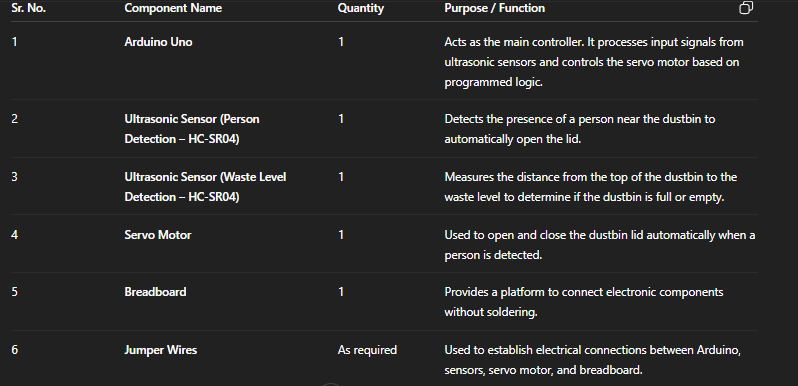 Sr. No. Component Name Quantity Purpose / Function
1 Arduino Uno 1 Acts as the main controller. It processes input signals from
ultrasonic sensors and controls the servo motor based on
programmed logic.
2 Ultrasonic Sensor (Person 1 Detects the presence of a person near the dustbin to
Detection – HC-SR04) automatically open the lid.
3 Ultrasonic Sensor (Waste Level 1 Measures the distance from the top of the dustbin to the
Detection – HC-SR04) waste level to determine if the dustbin is full or empty.
4 Servo Motor 1 Used to open and close the dustbin lid automatically when a
person is detected.
5 Breadboard 1 Provides a platform to connect electronic components
without soldering.
6 Jumper Wires As required Used to establish electrical connections between Arduino,
sensors, servo motor, and breadboard.